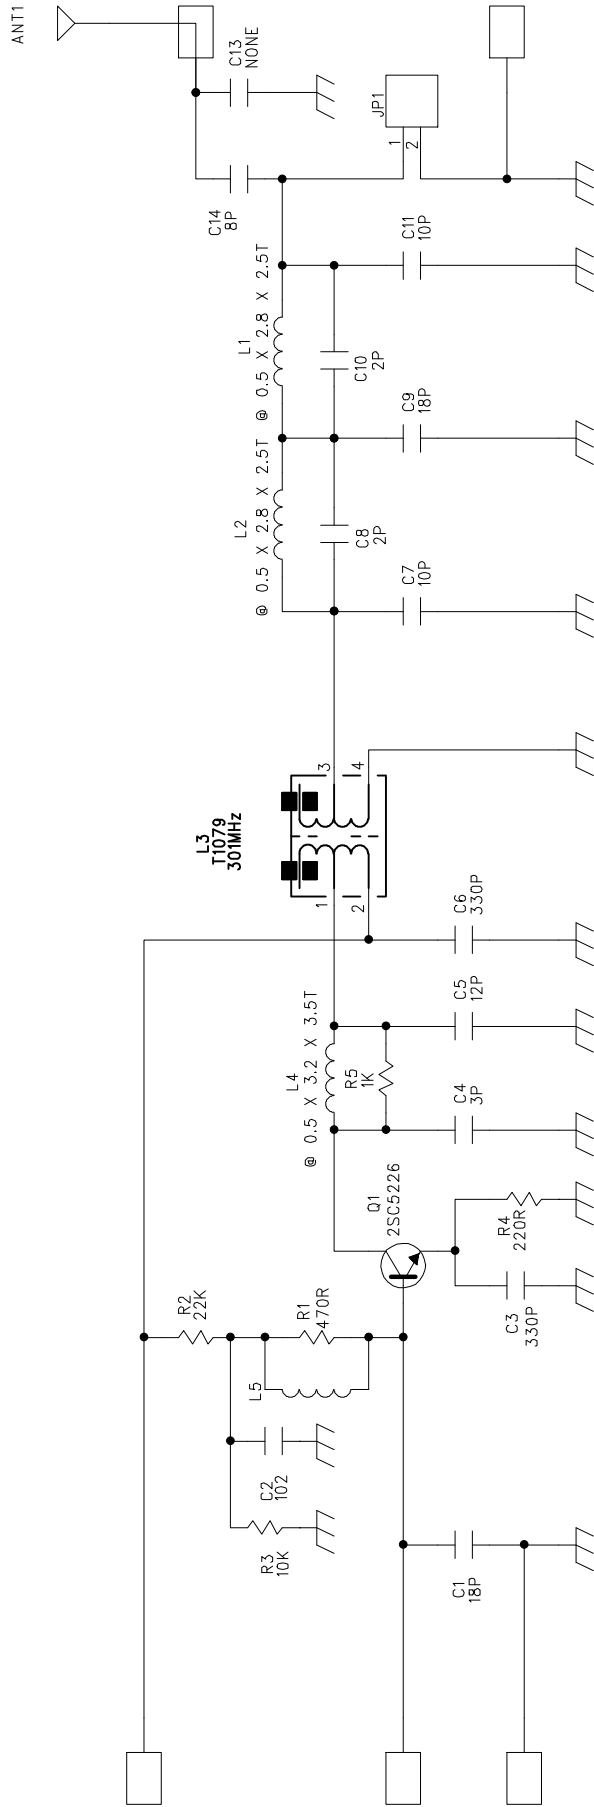 ANT1
C13
NONE
JP1
1
2
C14
8P
C11
10P
L1
@ 0.5 X 2.8 X 2.5T
C10
2P
C9
18P
L2
@ 0.5 X 2.8 X 2.5T
C8
2P
C7
10P
L3
T1079
301MHz
3
4
1
2
C6
330P
C5
12P
L4
@ 0.5 X 3.2 X 3.5T
R5
1K
C4
3P
Q1
2SC5226
R4
220R
C3
330P
R2
22K
R1
470R
L5
C2
102
R3
10K
C1
18P